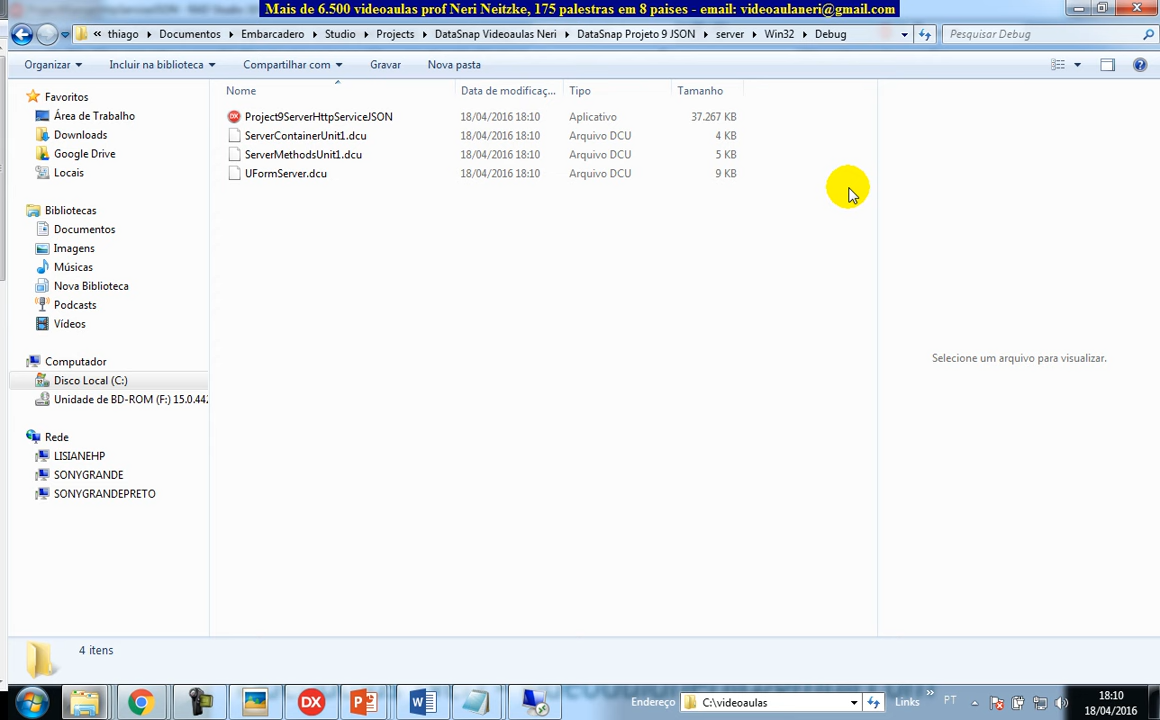 Mais de 6.500 videoaulas prof Neri Neitzke, 175 palestras em 8 paises - email: videoaulaneri@gmail.com
« thiago Documentos Embarcadero Studio Projects DataSnap Videoaulas Neri DataSnap Projeto 9 JSON server Win32 Debug
Pesquisar Debug
Organizar Incluir na biblioteca Compartilhar com Gravar Nova pasta
Nome Data de modificaç... Tipo Tamanho
Project9ServerHttpServiceJSON 18/04/2016 18:10 Aplicativo 37.267 KB
ServerContainerUnit1.dcu 18/04/2016 18:10 Arquivo DCU 4 KB
ServerMethodsUnit1.dcu 18/04/2016 18:10 Arquivo DCU 5 KB
UFormServer.dcu 18/04/2016 18:10 Arquivo DCU 9 KB
Favoritos
Área de Trabalho
Downloads
Google Drive
Locais
Bibliotecas
Documentos
Imagens
Músicas
Nova Biblioteca
Podcasts
Vídeos
Computador
Disco Local (C:)
Unidade de BD-ROM (F:) 15.0.442
Rede
LISIANEHP
SONYGRANDE
SONYGRANDEPRETO
Selecione um arquivo para visualizar.
4 itens
DX
Endereço C:\videoaulas Links » PT
18:10
18/04/2016